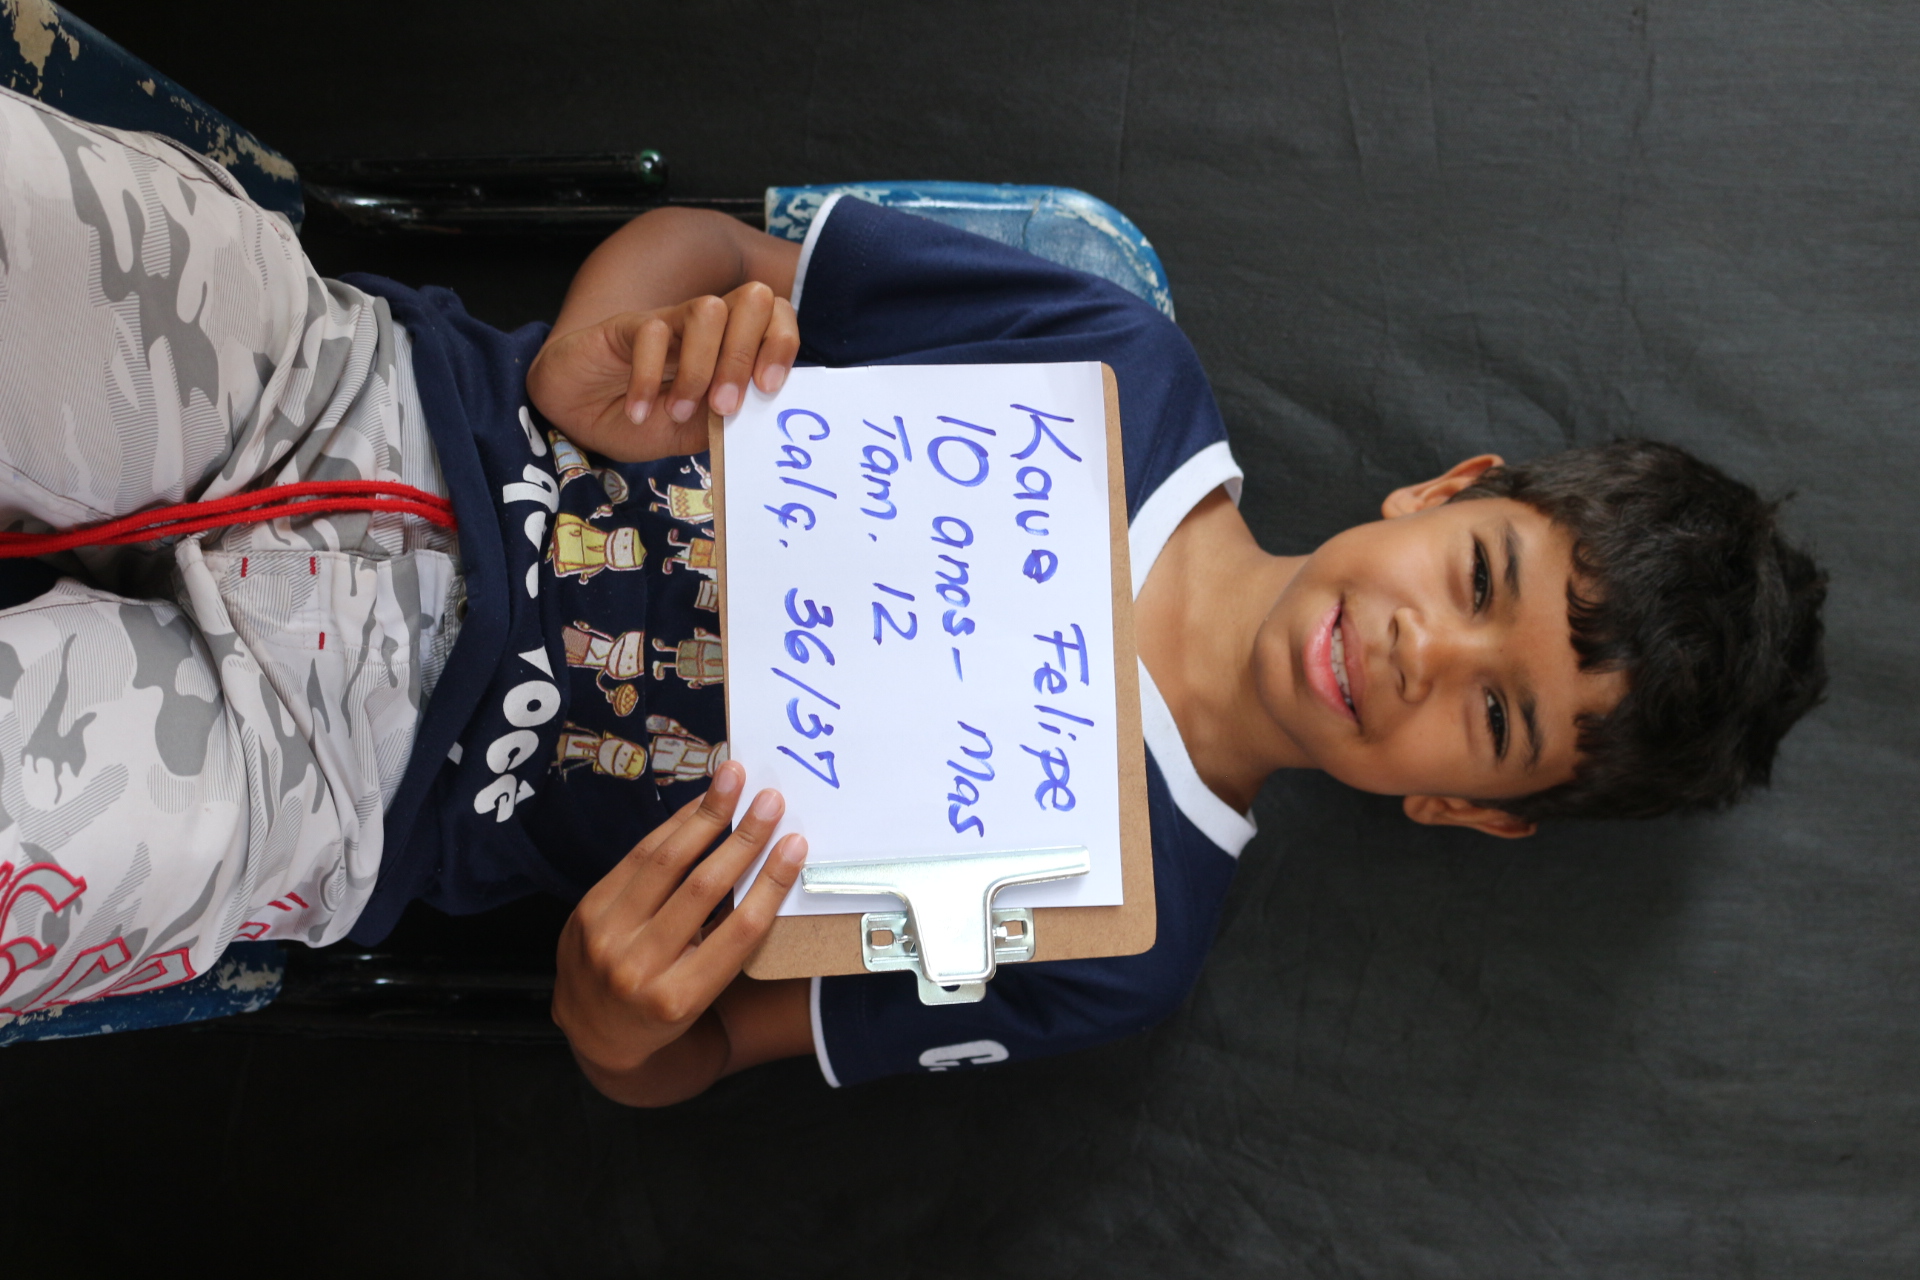 Kaue Felipe
10 anos - Mas
Tam. 12
Calç. 36/37
C.
você